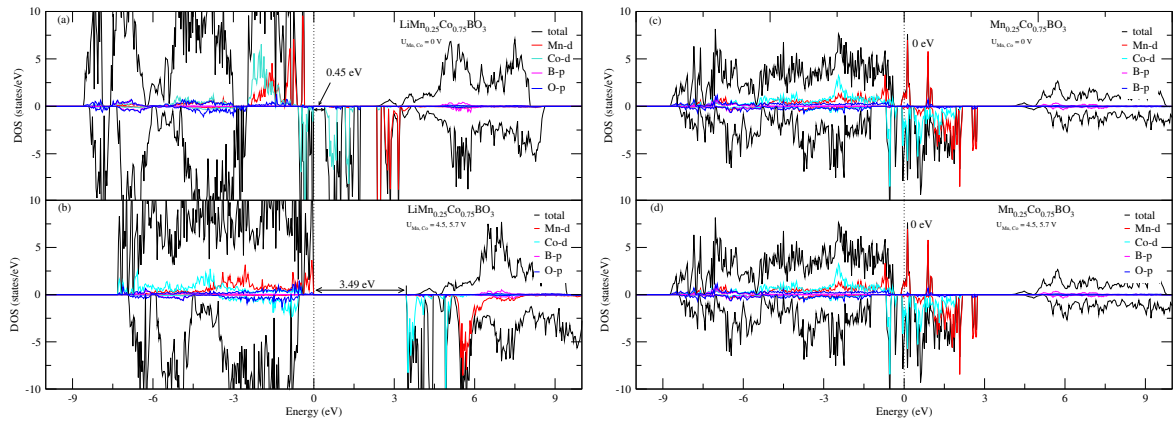 (a)
LiMn0.25Co0.75BO3
UMn, Co = 0 V
total
Mn-d
Co-d
B-p
O-p
0.45 eV
10
5
0
-5
10
DOS (states/eV)
(b)
LiMn0.25Co0.75BO3
UMn, Co = 4.5, 5.7 V
total
Mn-d
Co-d
B-p
O-p
3.49 eV
5
0
-5
-10
DOS (states/eV)
-9
-6
-3
0
3
6
9
Energy (eV)
(c)
0 eV
Mn0.25Co0.75BO3
UMn, Co = 0 V
total
Mn-d
Co-d
B-p
B-p
10
5
0
-5
10
DOS (states/eV)
(d)
0 eV
Mn0.25Co0.75BO3
UMn, Co = 4.5, 5.7 V
total
Mn-d
Co-d
B-p
O-p
5
0
-5
-10
DOS (states/eV)
-9
-6
-3
0
3
6
9
Energy (eV)